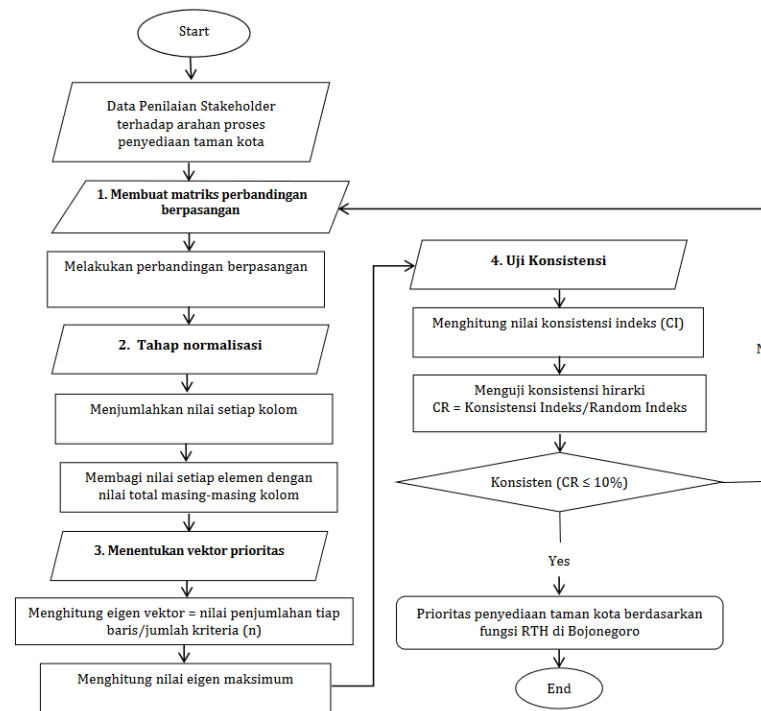 Start
Data Penilaian Stakeholder
terhadap arahan proses
penyediaan taman kota
1. Membuat matriks perbandingan
berpasangan
Melakukan perbandingan berpasangan
2. Tahap normalisasi
Menjumlahkan nilai setiap kolom
Membagi nilai setiap elemen dengan
nilai total masing-masing kolom
3. Menentukan vektor prioritas
Menghitung eigen vektor = nilai penjumlahan tiap
baris/jumlah kriteria (n)
Menghitung nilai eigen maksimum
4. Uji Konsistensi
Menghitung nilai konsistensi indeks (CI)
Menguji konsistensi hirarki
CR = Konsistensi Indeks/Random Indeks
Konsisten (CR ≤ 10%)
Yes
Prioritas penyediaan taman kota berdasarkan
fungsi RTH di Bojonegoro
End